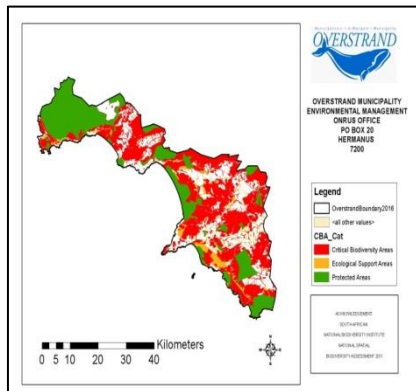 OVERSTRAND
OVERSTRAND MUNICIPALITY
ENVIRONMENTAL MANAGEMENT
ONRUS OFFICE
PO BOX 20
HERMANUS
7200
Legend
OverstrandBoundary2016
<all other values>
CBA_Cat
Critical Biodiversity Areas
Ecological Support Areas
Protected Areas
0 5 10 20 30 40
Kilometers
SOUTH AFRICAN
NATIONAL BIODIVERSITY INSTITUTE
NATIONAL SPATIAL
BIODIVERSITY ASSESSMENT 2011